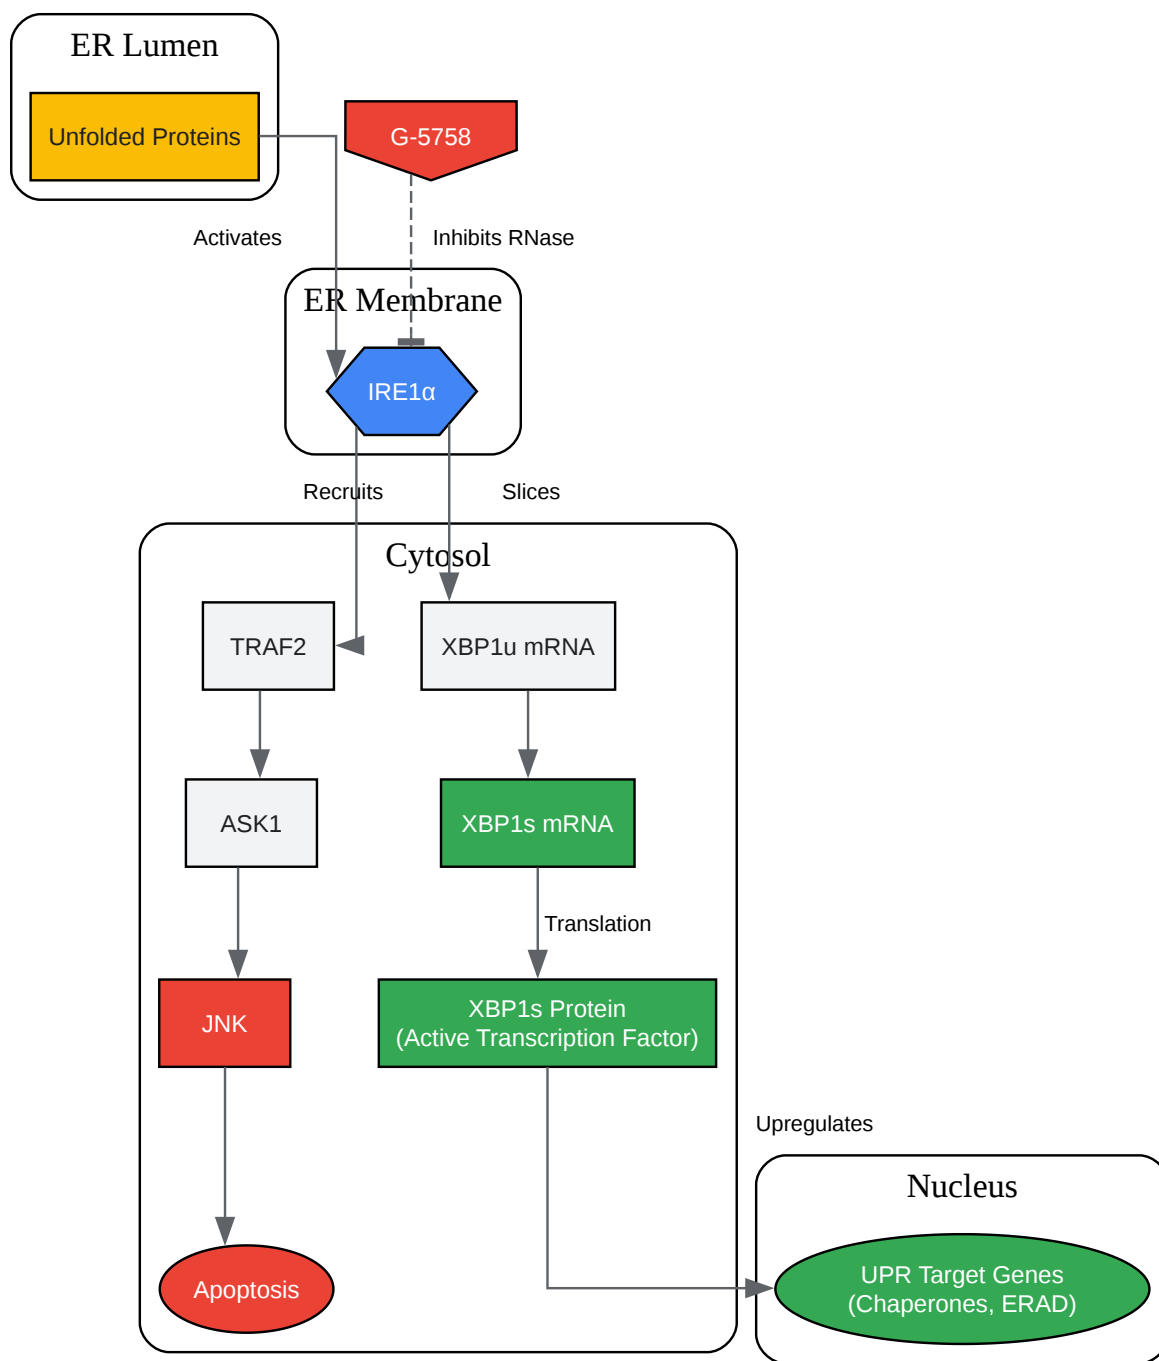 ER Lumen
Unfolded Proteins
G-5758
Activates
Inhibits RNase
ER Membrane
IRE1α
Recruits
Slices
Cytosol
TRAF2
XBP1u mRNA
ASK1
XBP1s mRNA
Translation
JNK
XBP1s Protein
(Active Transcription Factor)
Upregulates
Nucleus
Apoptosis
UPR Target Genes
(Chaperones, ERAD)